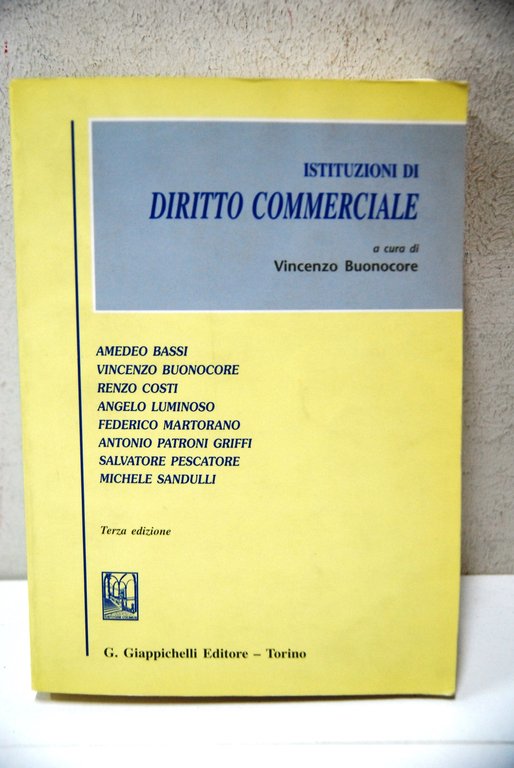 ISTITUZIONI DI
DIRITTO COMMERCIALE
a cura di
Vincenzo Buonocore
AMEDEO BASSI
VINCENZO BUONOCORE
RENZO COSTI
ANGELO LUMINOSO
FEDERICO MARTORANO
ANTONIO PATRONI GRIFFI
SALVATORE PESCATORE
MICHELE SANDULLI
Terza edizione
G. Giappichelli Editore – Torino